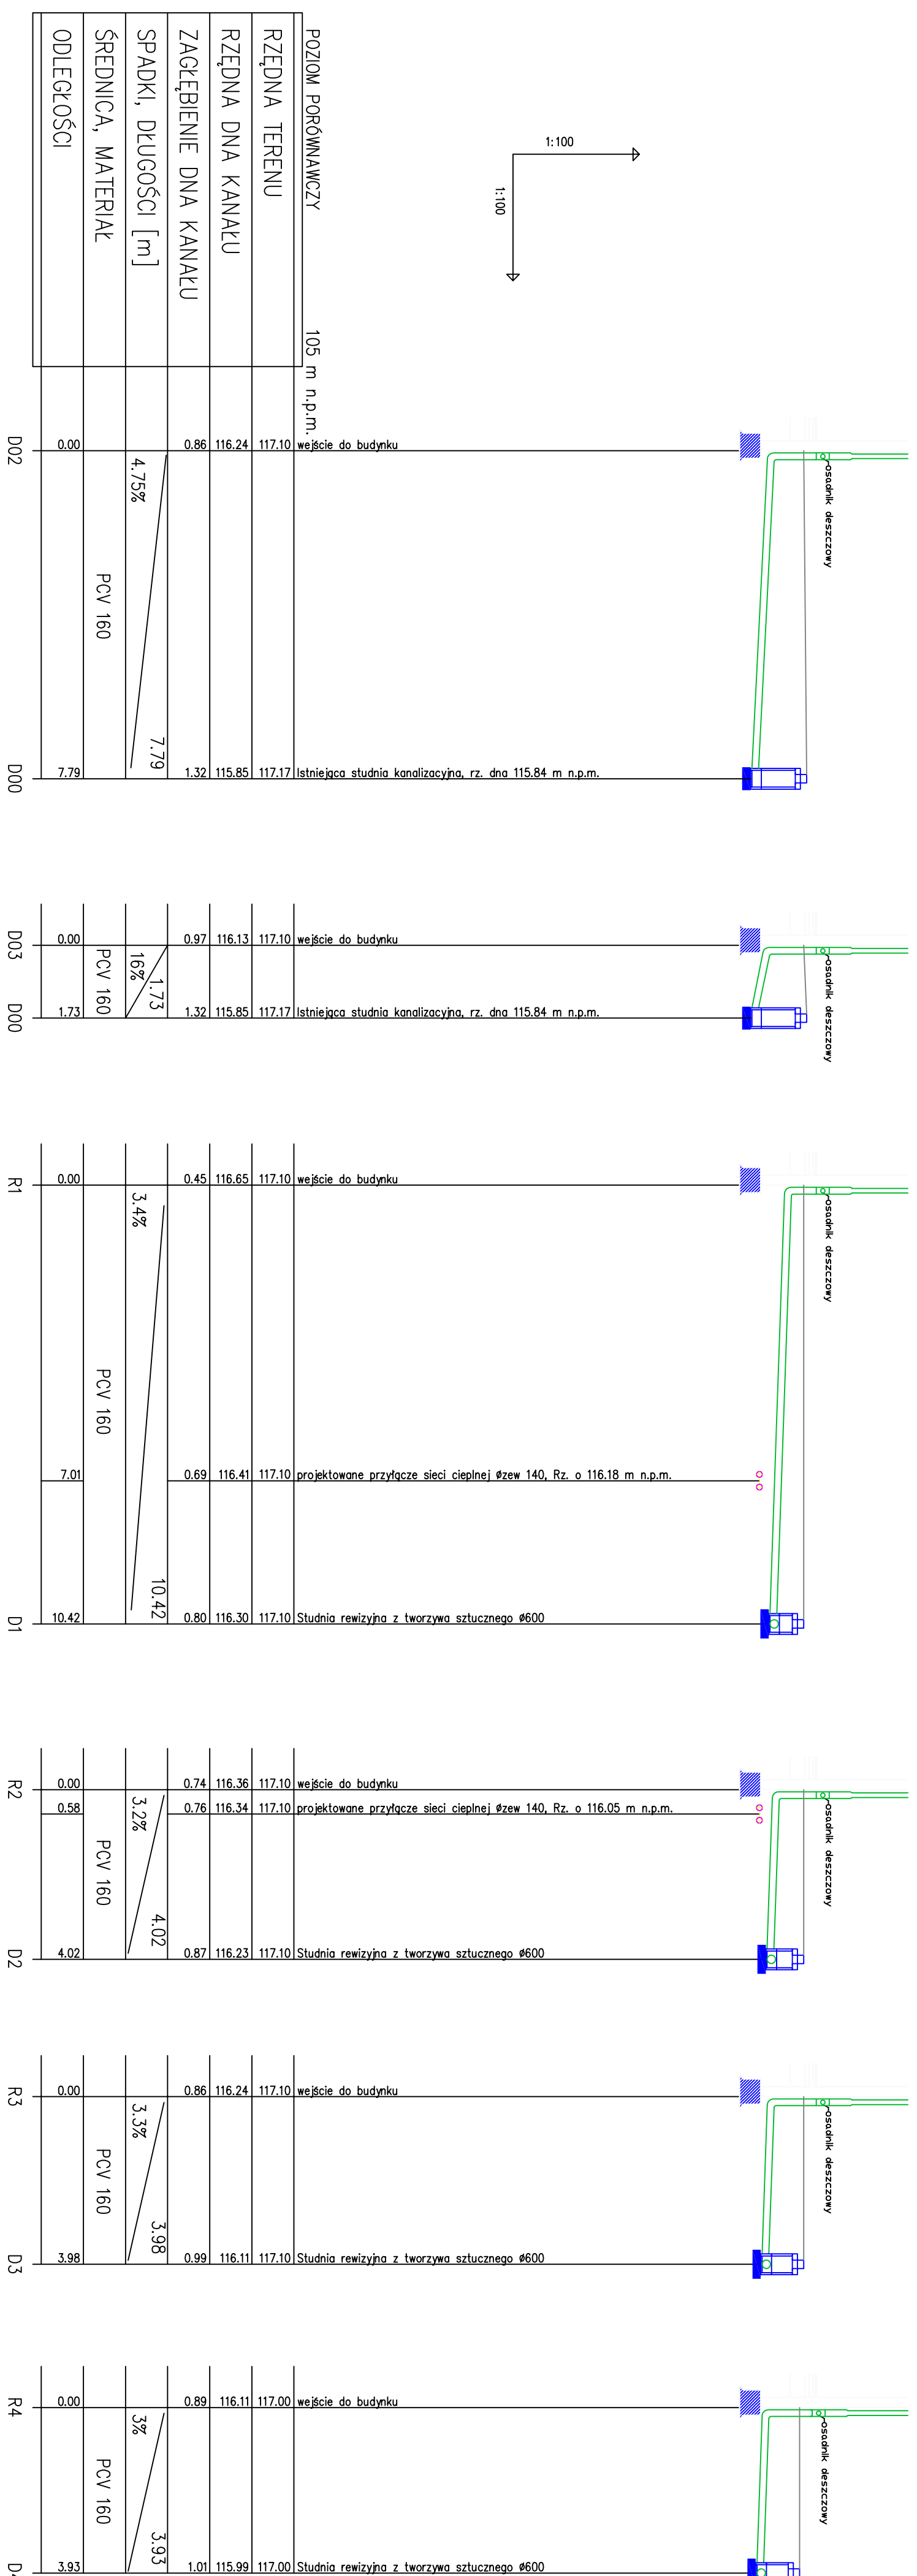 1:100
1:100
POZIOM PORÓWNAWCZY 105 m n.p.m.
RZĘDNA TERENU
RZĘDNA DNA KANAŁU
ZAGŁĘBIENIE DNA KANAŁU
SPADKI, DŁUGOŚCI [m]
ŚREDNICA, MATERIAŁ
ODLEGŁOŚCI
osadnik deszczowy
wejście do budynku
117.10
116.24
0.86
0.00
D02
4.75%
7.79
PCV 160
Istniejąca studnia kanalizacyjna, rz. dna 115.84 m n.p.m.
117.17
115.85
1.32
7.79
D00
osadnik deszczowy
wejście do budynku
117.10
116.13
0.97
0.00
D03
16%
1.73
PCV 160
Istniejąca studnia kanalizacyjna, rz. dna 115.84 m n.p.m.
117.17
115.85
1.32
1.73
D00
osadnik deszczowy
wejście do budynku
117.10
116.65
0.45
0.00
R1
3.4%
10.42
PCV 160
projektowane przyłącze sieci cieplnej Øzew 140, Rz. o 116.18 m n.p.m.
117.10
116.41
0.69
7.01
Studnia rewizyjna z tworzywa sztucznego Ø600
117.10
116.30
0.80
10.42
D1
osadnik deszczowy
wejście do budynku
117.10
116.36
0.74
0.00
R2
projektowane przyłącze sieci cieplnej Øzew 140, Rz. o 116.05 m n.p.m.
117.10
116.34
0.76
0.58
3.2%
4.02
PCV 160
Studnia rewizyjna z tworzywa sztucznego Ø600
117.10
116.23
0.87
4.02
D2
osadnik deszczowy
wejście do budynku
117.10
116.24
0.86
0.00
R3
3.3%
3.98
PCV 160
Studnia rewizyjna z tworzywa sztucznego Ø600
117.10
116.11
0.99
3.98
D3
osadnik deszczowy
wejście do budynku
117.00
116.11
0.89
0.00
R4
3%
3.93
PCV 160
Studnia rewizyjna z tworzywa sztucznego Ø600
117.00
115.99
1.01
3.93